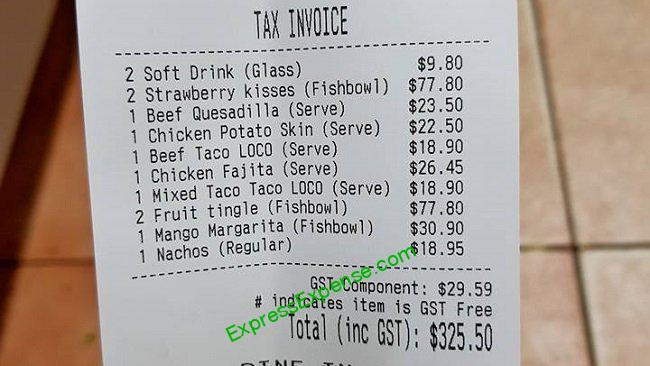 TAX INVOICE
2 Soft Drink (Glass) $9.80
2 Strawberry kisses (Fishbowl) $77.80
1 Beef Quesadilla (Serve) $23.50
1 Chicken Potato Skin (Serve) $22.50
1 Beef Taco LOCO (Serve) $18.90
1 Chicken Fajita (Serve) $26.45
1 Mixed Taco Taco LOCO (Serve) $18.90
2 Fruit tingle (Fishbowl) $77.80
1 Mango Margarita (Fishbowl) $30.90
1 Nachos (Regular) $18.95
GST Component: $29.59
# indicates item is GST Free
Total (inc GST): $325.50
ExpressExpense.com